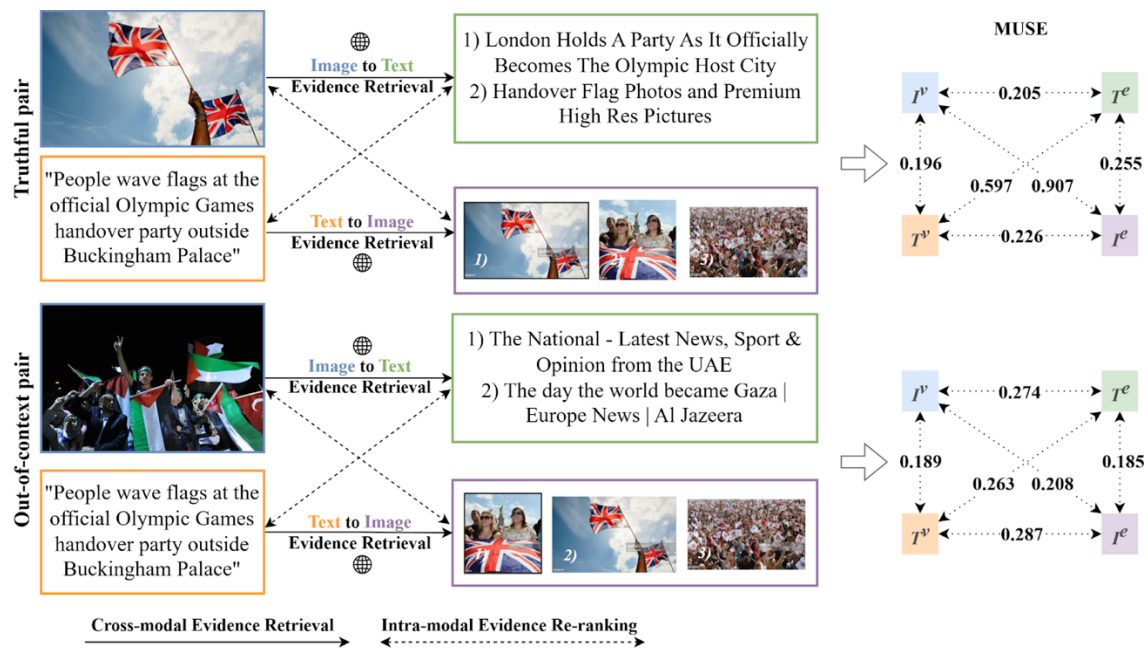 Truthful pair
"People wave flags at the
official Olympic Games
handover party outside
Buckingham Palace"
Image to Text
Evidence Retrieval
Text to Image
Evidence Retrieval
1) London Holds A Party As It Officially
Becomes The Olympic Host City
2) Handover Flag Photos and Premium
High Res Pictures
1)
2)
3)
MUSE
I^v
0.205
T^e
0.196
0.597
0.907
0.255
T^v
0.226
I^e
Out-of-context pair
"People wave flags at the
official Olympic Games
handover party outside
Buckingham Palace"
Image to Text
Evidence Retrieval
Text to Image
Evidence Retrieval
1) The National - Latest News, Sport &
Opinion from the UAE
2) The day the world became Gaza |
Europe News | Al Jazeera
1)
2)
3)
I^v
0.274
T^e
0.189
0.263
0.208
0.185
T^v
0.287
I^e
Cross-modal Evidence Retrieval
Intra-modal Evidence Re-ranking